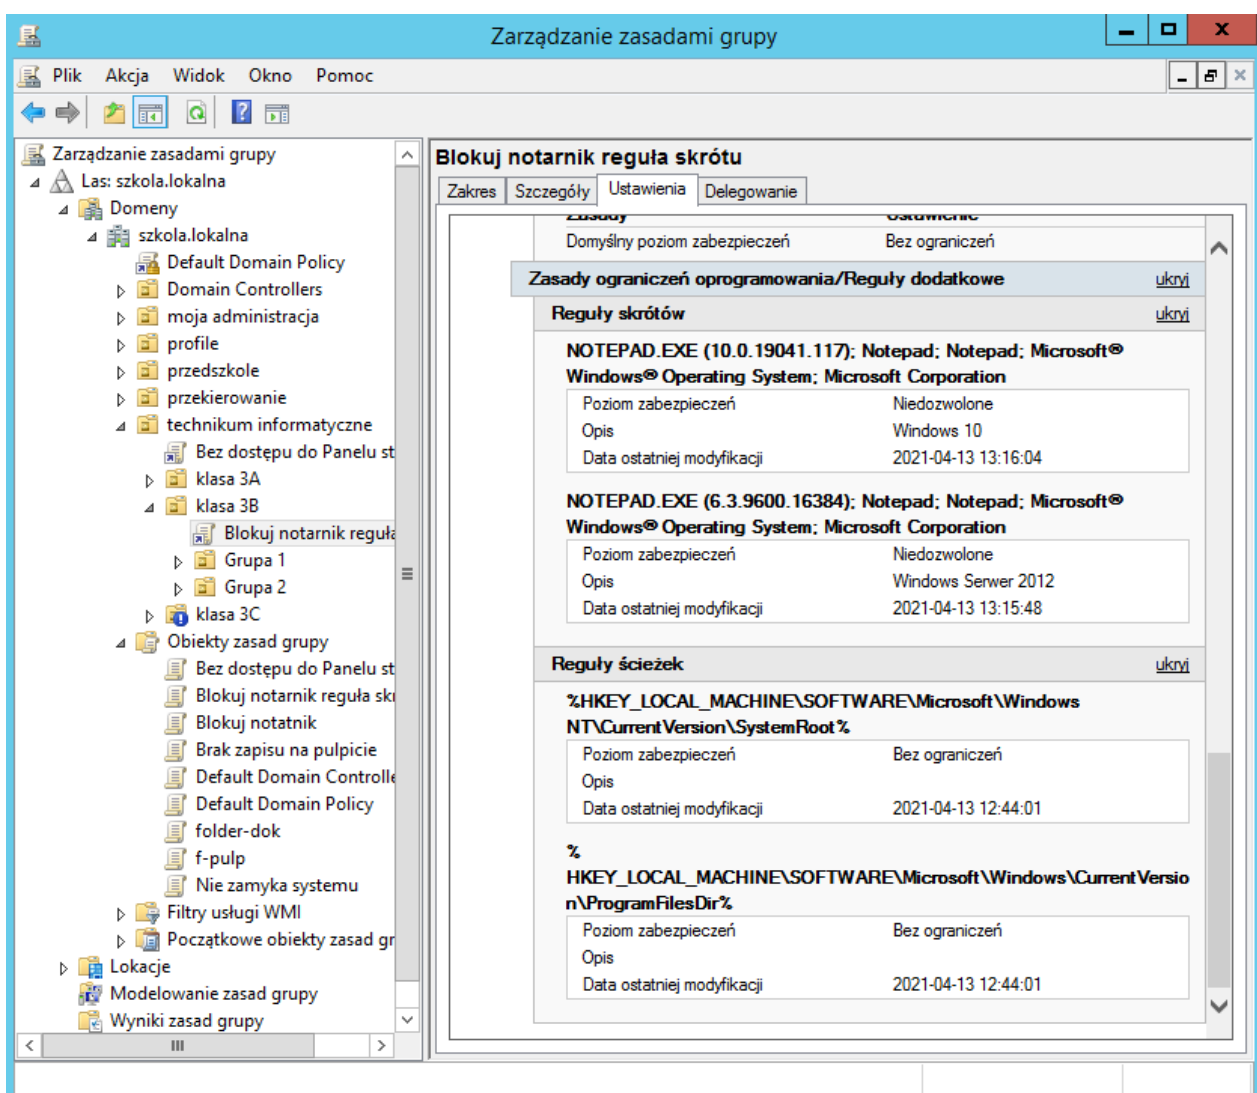 Zarządzanie zasadami grupy
Plik Akcja Widok Okno Pomoc
Zarządzanie zasadami grupy
Las: szkola.lokalna
Domeny
szkola.lokalna
Default Domain Policy
Domain Controllers
moja administracja
profile
przedszkole
przekierowanie
technikum informatyczne
Bez dostępu do Panelu st
klasa 3A
klasa 3B
Blokuj notarnik reguła
Grupa 1
Grupa 2
klasa 3C
Obiekty zasad grupy
Bez dostępu do Panelu st
Blokuj notarnik reguła skr
Blokuj notatnik
Brak zapisu na pulpicie
Default Domain Controlle
Default Domain Policy
folder-dok
f-pulp
Nie zamyka systemu
Filtry usługi WMI
Początkowe obiekty zasad gr
Lokacje
Modelowanie zasad grupy
Wyniki zasad grupy
Blokuj notarnik reguła skrótu
Zakres Szczegóły Ustawienia Delegowanie
Zasady Ustawienie
Domyślny poziom zabezpieczeń Bez ograniczeń
Zasady ograniczeń oprogramowania/Reguły dodatkowe ukryj
Reguły skrótów ukryj
NOTEPAD.EXE (10.0.19041.117); Notepad; Notepad; Microsoft®
Windows® Operating System; Microsoft Corporation
Poziom zabezpieczeń Niedozwolone
Opis Windows 10
Data ostatniej modyfikacji 2021-04-13 13:16:04
NOTEPAD.EXE (6.3.9600.16384); Notepad; Notepad; Microsoft®
Windows® Operating System; Microsoft Corporation
Poziom zabezpieczeń Niedozwolone
Opis Windows Serwer 2012
Data ostatniej modyfikacji 2021-04-13 13:15:48
Reguły ścieżek ukryj
%HKEY_LOCAL_MACHINE\SOFTWARE\Microsoft\Windows
NT\CurrentVersion\SystemRoot%
Poziom zabezpieczeń Bez ograniczeń
Opis
Data ostatniej modyfikacji 2021-04-13 12:44:01
%
HKEY_LOCAL_MACHINE\SOFTWARE\Microsoft\Windows\CurrentVersio
n\ProgramFilesDir%
Poziom zabezpieczeń Bez ograniczeń
Opis
Data ostatniej modyfikacji 2021-04-13 12:44:01